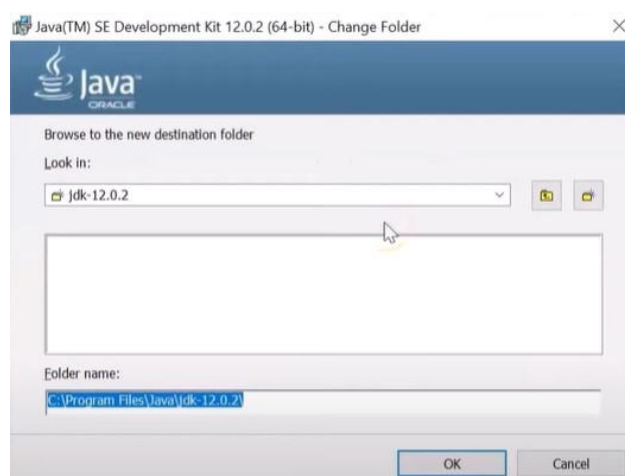 Java(TM) SE Development Kit 12.0.2 (64-bit) - Change Folder
Java™
ORACLE
Browse to the new destination folder
Look in:
jdk-12.0.2
Folder name:
C:\Program Files\Java\jdk-12.0.2\
OK Cancel